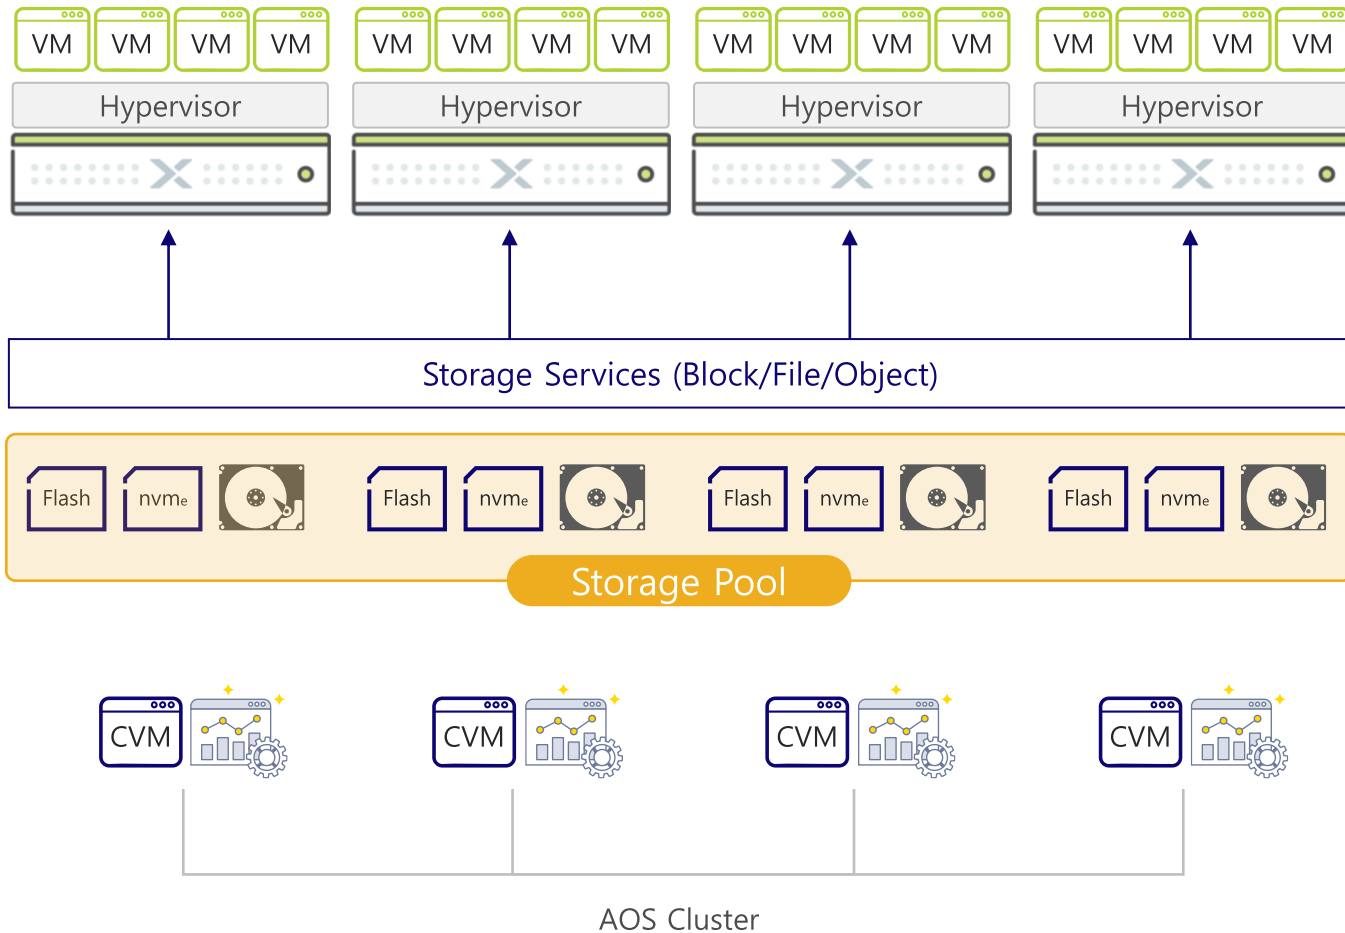 VM VM VM VM VM VM VM VM VM VM VM VM VM VM VM VM
Hypervisor Hypervisor Hypervisor Hypervisor
Storage Services (Block/File/Object)
Flash nvme Flash nvme Flash nvme Flash nvme
Storage Pool
CVM CVM CVM CVM
AOS Cluster